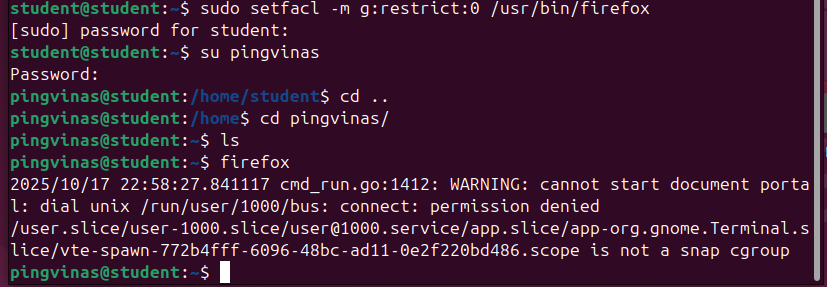 student@student:~$ sudo setfacl -m g:restrict:0 /usr/bin/firefox
[sudo] password for student:
student@student:~$ su pingvinas
Password:
pingvinas@student:/home/student$ cd ..
pingvinas@student:/home$ cd pingvinas/
pingvinas@student:~$ ls
pingvinas@student:~$ firefox
2025/10/17 22:58:27.841117 cmd_run.go:1412: WARNING: cannot start document porta
l: dial unix /run/user/1000/bus: connect: permission denied
/user.slice/user-1000.slice/user@1000.service/app.slice/app-org.gnome.Terminal.s
lice/vte-spawn-772b4fff-6096-48bc-ad11-0e2f220bd486.scope is not a snap cgroup
pingvinas@student:~$